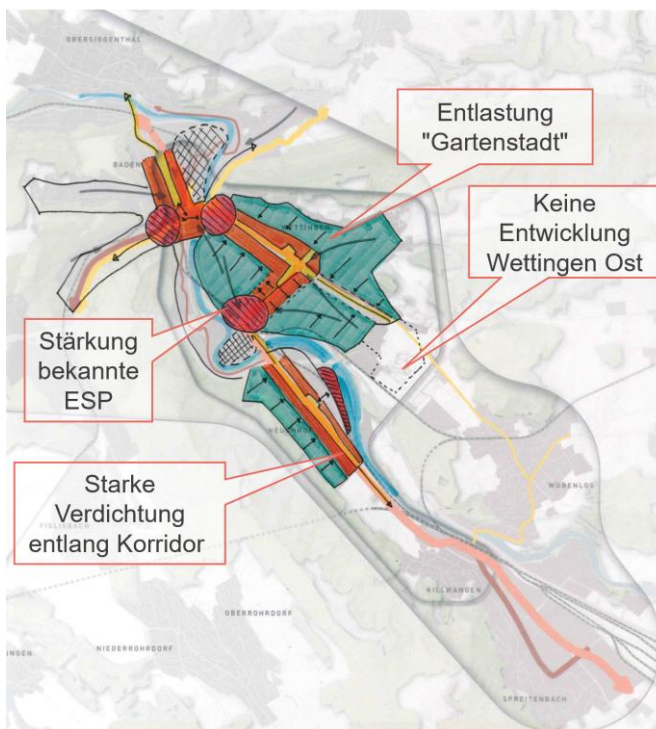 OBERSIGGENTHAL
Entlastung
"Gartenstadt"
BADEN
Keine
Entwicklung
Wettingen Ost
WETTINGEN
Stärkung
bekannte
ESP
NEUENHOF
Starke
Verdichtung
entlang Korridor
WÜRENLOS
FISLISBACH
KILLWANGEN
OBERROHRDORF
NIEDERROHRDORF
SPREITENBACH